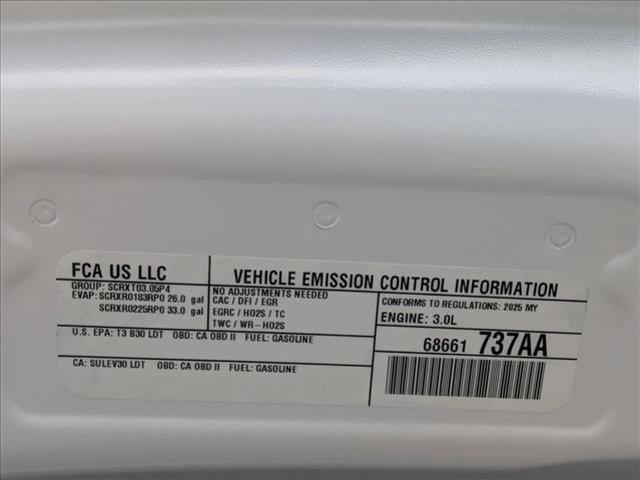 FCA US LLC
VEHICLE EMISSION CONTROL INFORMATION
GROUP: SCRXT03.05P4
EVAP: SCRXR0183RP0 26.0 gal
SCRXR0225RP0 33.0 gal
NO ADJUSTMENTS NEEDED
CAC / DFI / EGR
EGRC / HO2S / TC
TWC / WR-HO2S
CONFORMS TO REGULATIONS: 2025 MY
ENGINE: 3.0L
U.S. EPA: T3 B30 LDT OBD: CA OBD II FUEL: GASOLINE
CA: SULEV30 LDT OBD: CA OBD II FUEL: GASOLINE
68661 737AA